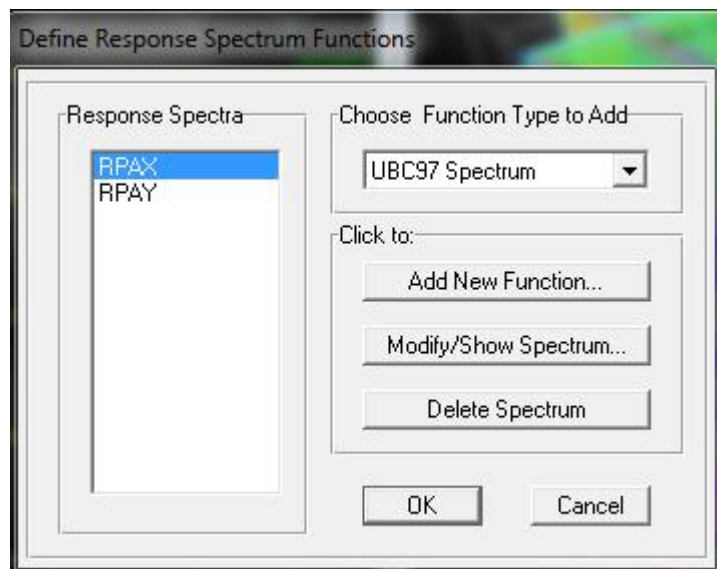 Define Response Spectrum Functions
Response Spectra
RPAX
RPAY
Choose Function Type to Add
UBC97 Spectrum
Click to:
Add New Function...
Modify/Show Spectrum...
Delete Spectrum
OK
Cancel